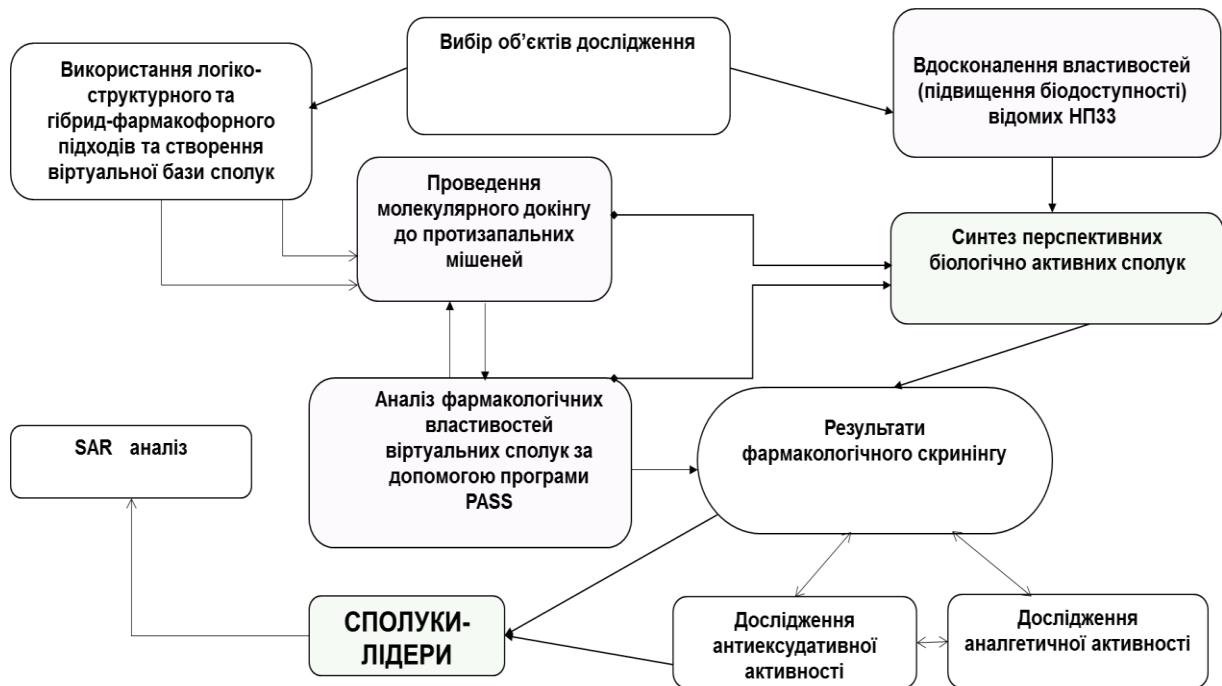 Вибір об’єктів дослідження
Використання логіко-
структурного та
гібрид-фармакофорного
підходів та створення
віртуальної бази сполук
Вдосконалення властивостей
(підвищення біодоступності)
відомих НПЗЗ
Проведення
молекулярного докінгу
до протизапальних
мішеней
Синтез перспективних
біологічно активних сполук
Аналіз фармакологічних
властивостей
віртуальних сполук за
допомогою програми
PASS
Результати
фармакологічного скринінгу
SAR аналіз
СПОЛУКИ-
ЛІДЕРИ
Дослідження
антиексудативної
активності
Дослідження
аналгетичної активності